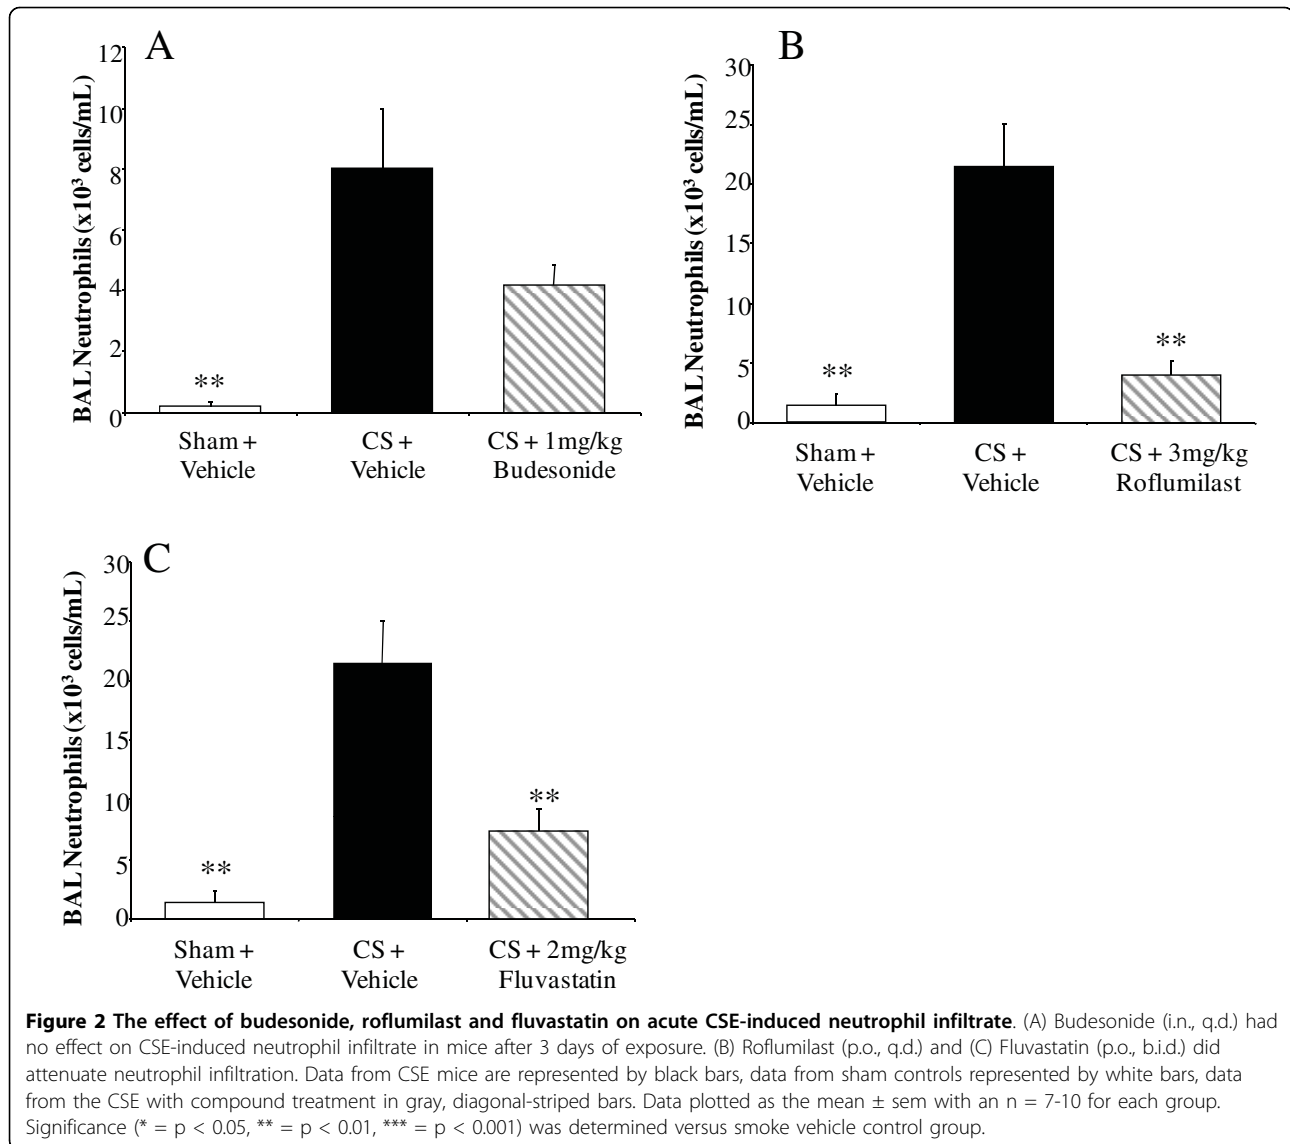 A
BAL Neutrophils (x10³ cells/mL)
12
10
8
6
4
2
0
**
Sham + Vehicle
CS + Vehicle
CS + 1mg/kg Budesonide
B
BAL Neutrophils (x10³ cells/mL)
30
25
20
15
10
5
0
**
**
Sham + Vehicle
CS + Vehicle
CS + 3mg/kg Roflumilast
C
BAL Neutrophils (x10³ cells/mL)
30
25
20
15
10
5
0
**
**
Sham + Vehicle
CS + Vehicle
CS + 2mg/kg Fluvastatin
Figure 2 The effect of budesonide, roflumilast and fluvastatin on acute CSE-induced neutrophil infiltrate. (A) Budesonide (i.n., q.d.) had
no effect on CSE-induced neutrophil infiltrate in mice after 3 days of exposure. (B) Roflumilast (p.o., q.d.) and (C) Fluvastatin (p.o., b.i.d.) did
attenuate neutrophil infiltration. Data from CSE mice are represented by black bars, data from sham controls represented by white bars, data
from the CSE with compound treatment in gray, diagonal-striped bars. Data plotted as the mean ± sem with an n = 7-10 for each group.
Significance (* = p < 0.05, ** = p < 0.01, *** = p < 0.001) was determined versus smoke vehicle control group.